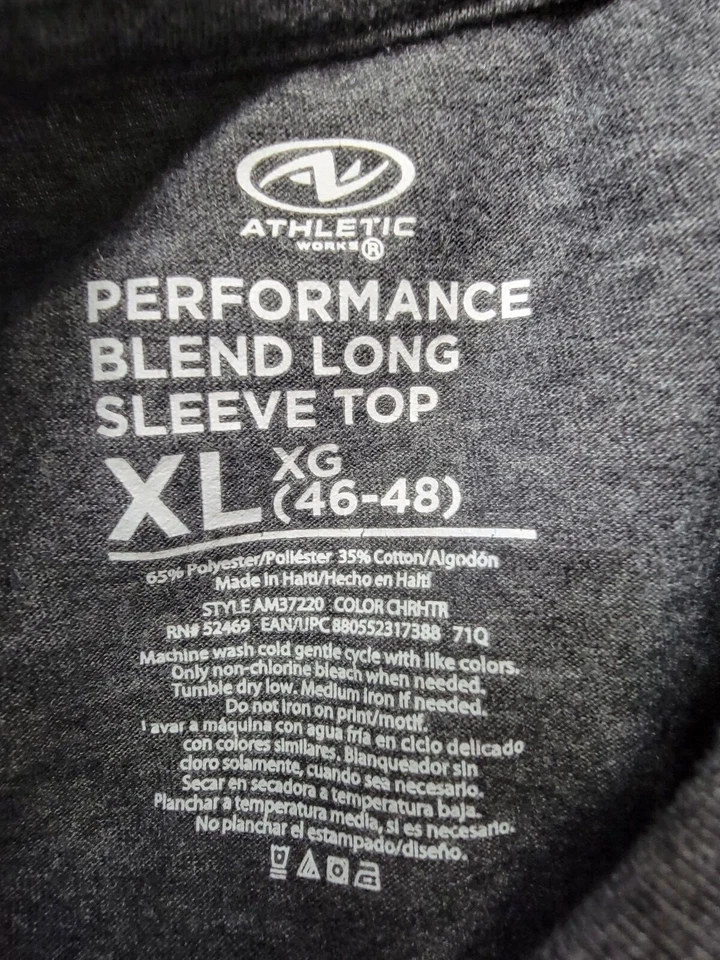 ATHLETIC
WORKS®
PERFORMANCE
BLEND LONG
SLEEVE TOP
XL XG
(46-48)
65% Polyester/Poliéster 35% Cotton/Algodón
Made in Haiti/Hecho en Haití
STYLE AM37220 COLOR CHRHTR
RN# 52469 EAN/UPC 880552317388 71Q
Machine wash cold gentle cycle with like colors.
Only non-chlorine bleach when needed.
Tumble dry low. Medium iron if needed.
Do not iron on print/motif.
Lavar a máquina con agua fría en ciclo delicado
con colores similares. Blanqueador sin
cloro solamente, cuando sea necesario.
Secar en secadora a temperatura baja.
Planchar a temperatura media, si es necesario.
No planchar el estampado/diseño.